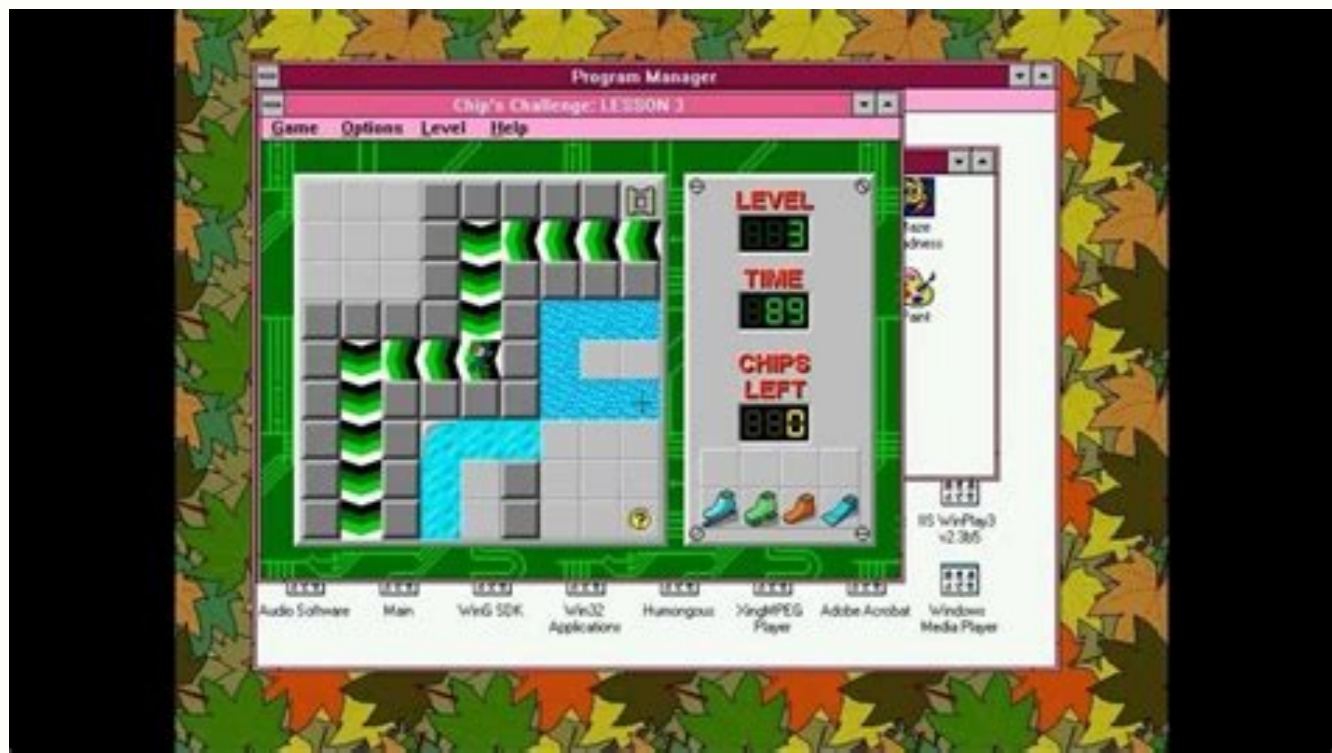 Program Manager
Chip's Challenge: LESSON 3
Game Options Level Help
LEVEL
3
TIME
89
CHIPS
LEFT
0
?
Paint
IIS WinPlay3
v2.3b5
Audio Software
Main
WinG SDK
Win32
Applications
Humongous
XingMPEG
Player
Adobe Acrobat
Windows
Media Player